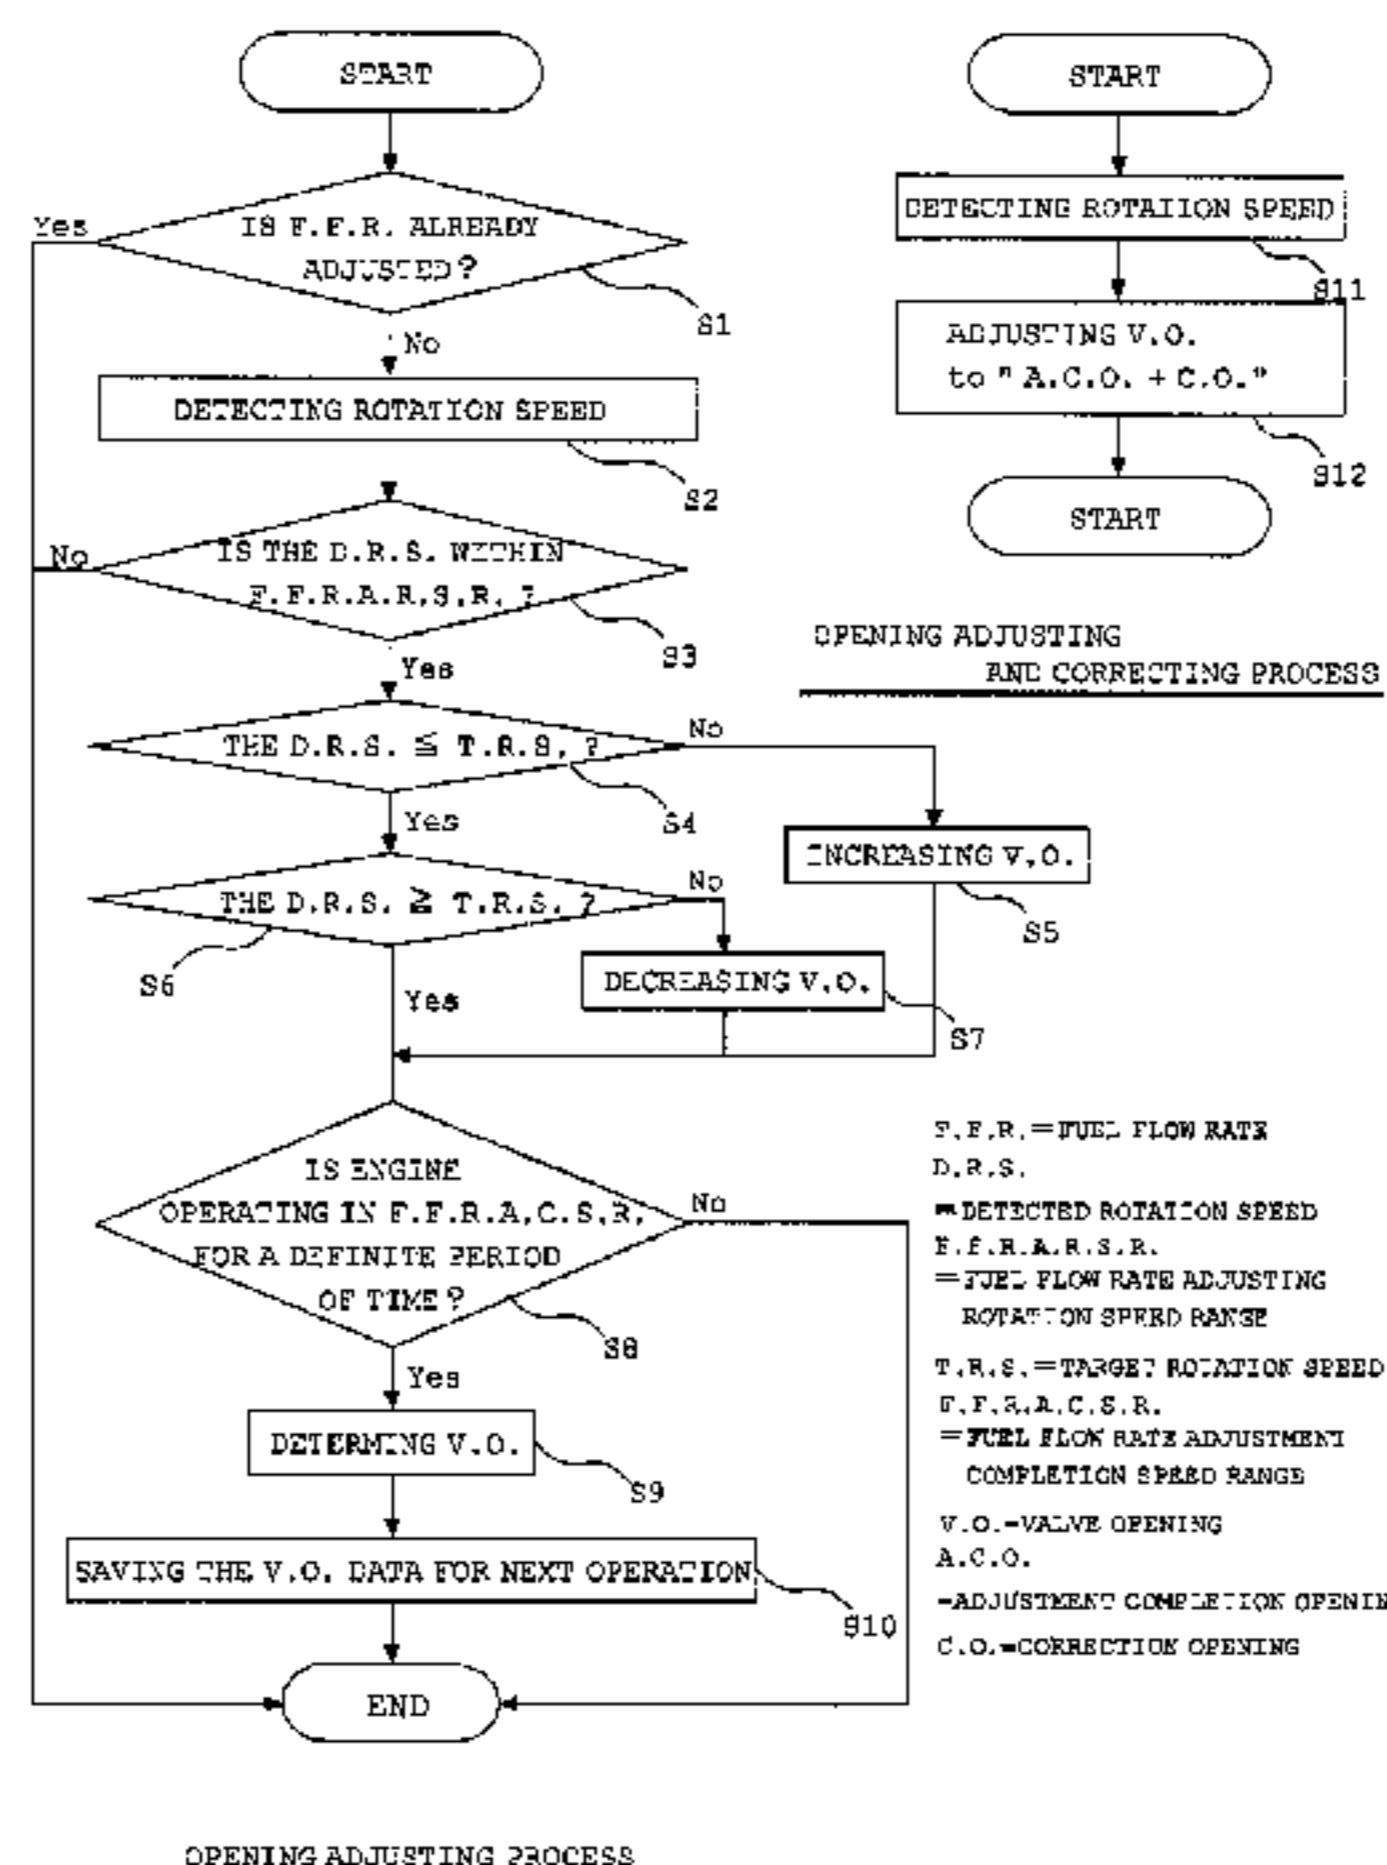 START
IS F.F.R. ALREADY
ADJUSTED?
Yes
S1
No
DETECTING ROTATION SPEED
S2
IS THE D.R.S. WITHIN
F.F.R.A.R.S.R. ?
No
S3
Yes
THE D.R.S. ≦ T.R.S. ?
No
S4
Yes
INCREASING V.O.
S5
THE D.R.S. ≧ T.R.S. ?
No
S6
DECREASING V.O.
S7
Yes
IS ENGINE
OPERATING IN F.F.R.A.C.S.R.
FOR A DEFINITE PERIOD
OF TIME?
No
S8
Yes
DETERMING V.O.
S9
SAVING THE V.O. DATA FOR NEXT OPERATION
S10
END
OPENING ADJUSTING PROCESS
START
DETECTING ROTATION SPEED
S11
ADJUSTING V.O.
to "A.C.O. + C.O."
S12
START
OPENING ADJUSTING
AND CORRECTING PROCESS
F.F.R.=FUEL FLOW RATE
D.R.S.
=DETECTED ROTATION SPEED
F.F.R.A.R.S.R.
=FUEL FLOW RATE ADJUSTING
ROTATION SPEED RANGE
T.R.S.=TARGET ROTATION SPEED
F.F.R.A.C.S.R.
=FUEL FLOW RATE ADJUSTMENT
COMPLETION SPEED RANGE
V.O.=VALVE OPENING
A.C.O.
=ADJUSTMENT COMPLETION OPENIN
C.O.=CORRECTION OPENING